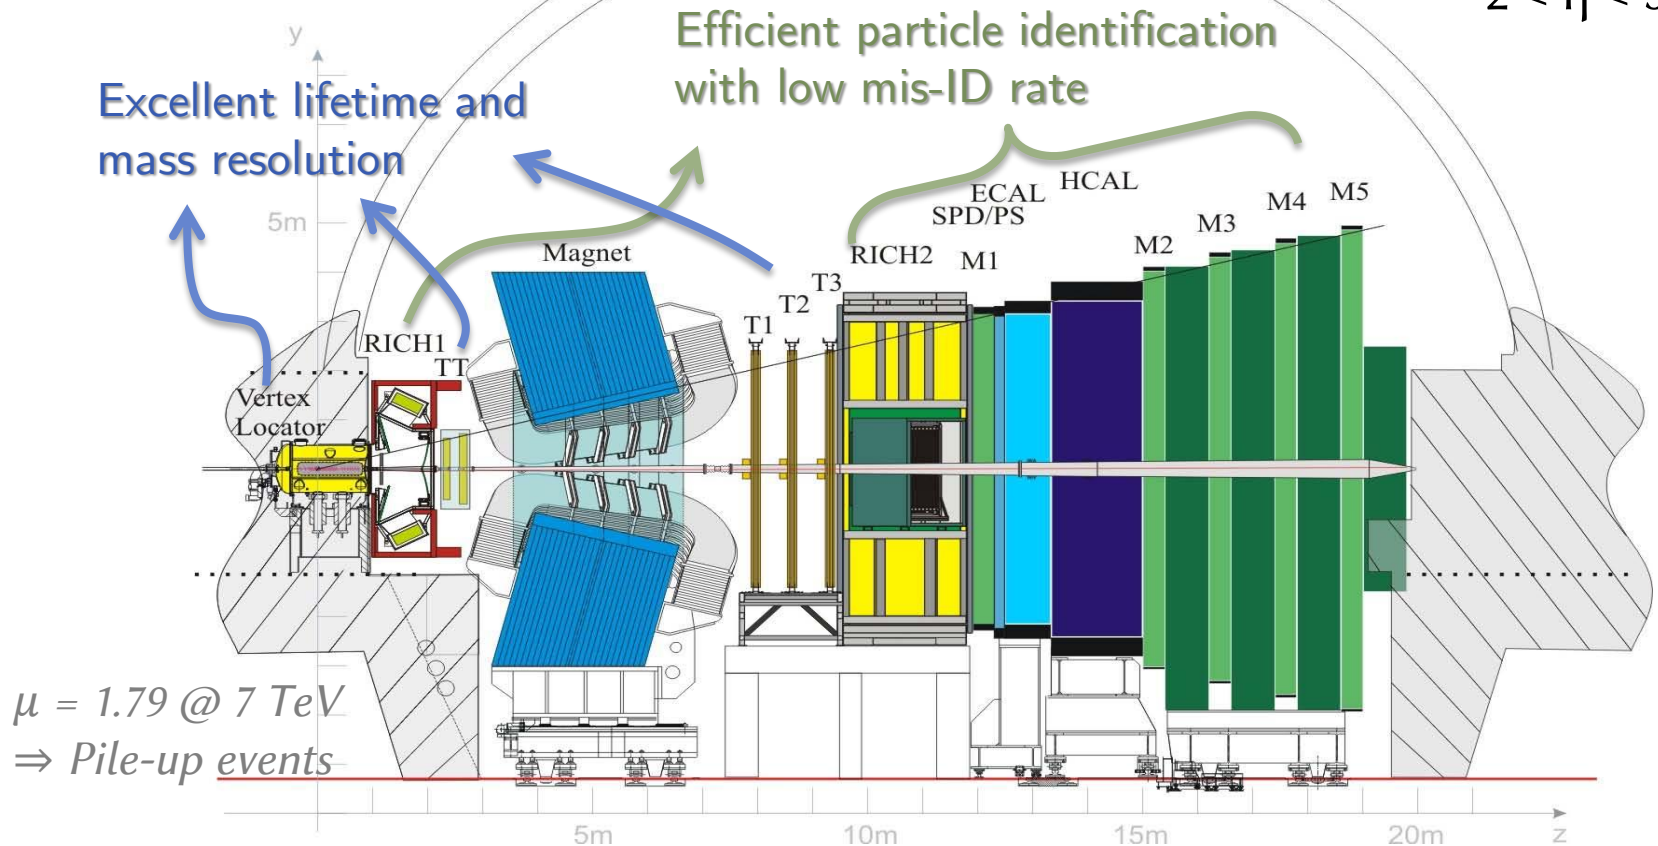 2 < η < 5
Efficient particle identification
with low mis-ID rate
y
Excellent lifetime and
mass resolution
5m
ECAL
HCAL
SPD/PS
M5
M4
M3
M2
M1
RICH2
Magnet
T3
T2
T1
RICH1
TT
Vertex
Locator
μ = 1.79 @ 7 TeV
⇒ Pile-up events
5m
10m
15m
20m
z